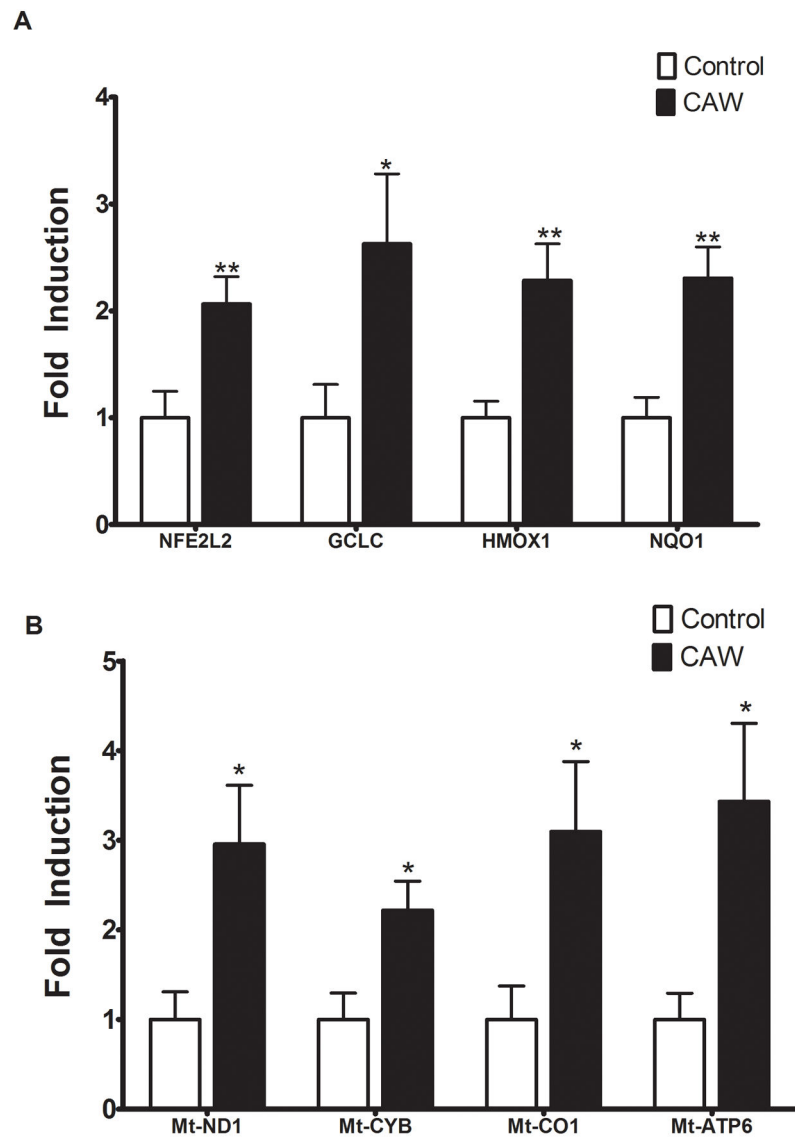 A
Control
CAW
4
3
2
1
0
Fold Induction
* 
** ** **
NFE2L2 GCLC HMOX1 NQO1
B
Control
CAW
5
4
3
2
1
0
Fold Induction
* * * *
Mt-ND1 Mt-CYB Mt-CO1 Mt-ATP6